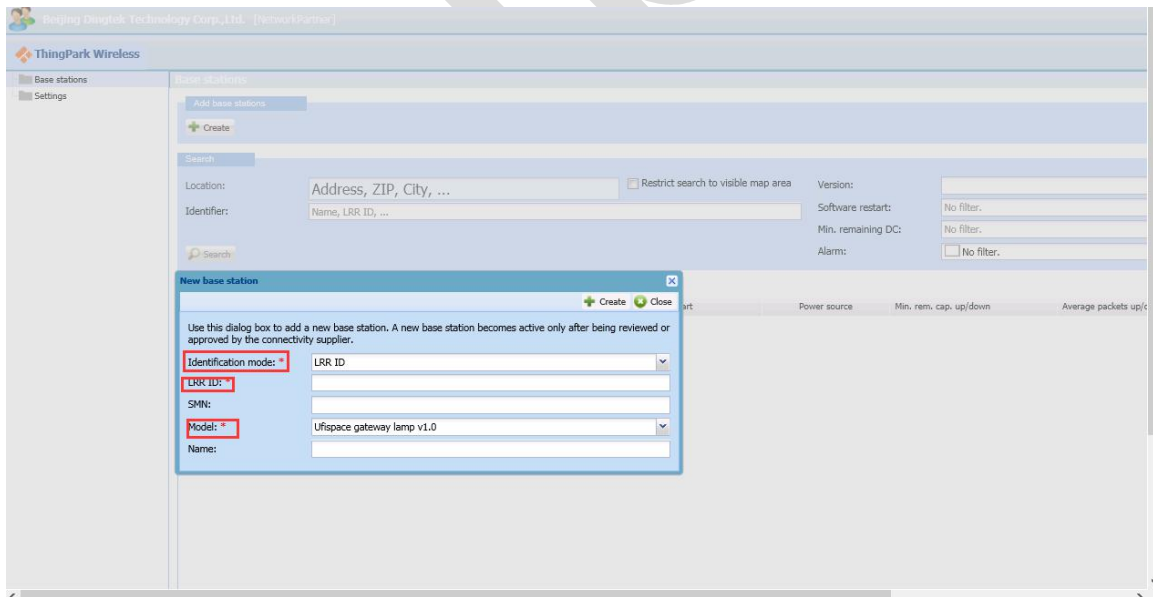 Beijing Dingtek Technology Corp.,Ltd. [NetworkPartner]
ThingPark Wireless
Base stations
Settings
Base stations
Add base stations
Create
Search
Location: Address, ZIP, City, ... Restrict search to visible map area Version:
Identifier: Name, LRR ID, ... Software restart: No filter.
Min. remaining DC: No filter.
Search Alarm: No filter.
New base station
Create Close
art Power source Min. rem. cap. up/down Average packets up/
Use this dialog box to add a new base station. A new base station becomes active only after being reviewed or
approved by the connectivity supplier.
Identification mode: * LRR ID
LRR ID: *
SMN:
Model: * Ufispace gateway lamp v1.0
Name: